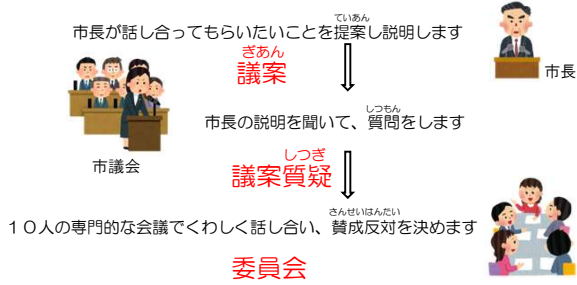 ていあん
市長が話し合ってもらいたいことを提案し説明します
ぎあん
議案
市長
しつもん
市長の説明を聞いて、質問をします
市議会
しつぎ
議案質疑
さんせいはんたい
１０人の専門的な会議でくわしく話し合い、賛成反対を決めます
委員会